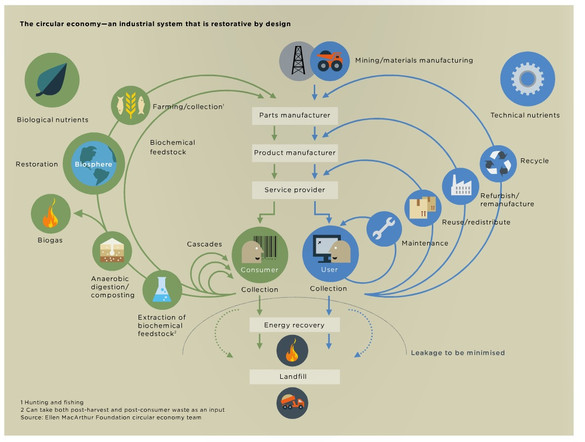 The circular economy—an industrial system that is restorative by design
Mining/materials manufacturing
Biological nutrients
Technical nutrients
Farming/collection¹
Parts manufacturer
Biochemical
feedstock
Restoration
Biosphere
Product manufacturer
Recycle
Service provider
Refurbish/
remanufacture
Reuse/redistribute
Biogas
Maintenance
Cascades
Consumer
User
Anaerobic
digestion/
composting
Collection
Collection
Extraction of
biochemical
feedstock²
Energy recovery
Leakage to be minimised
Landfill
1 Hunting and fishing
2 Can take both post-harvest and post-consumer waste as an input
Source: Ellen MacArthur Foundation circular economy team